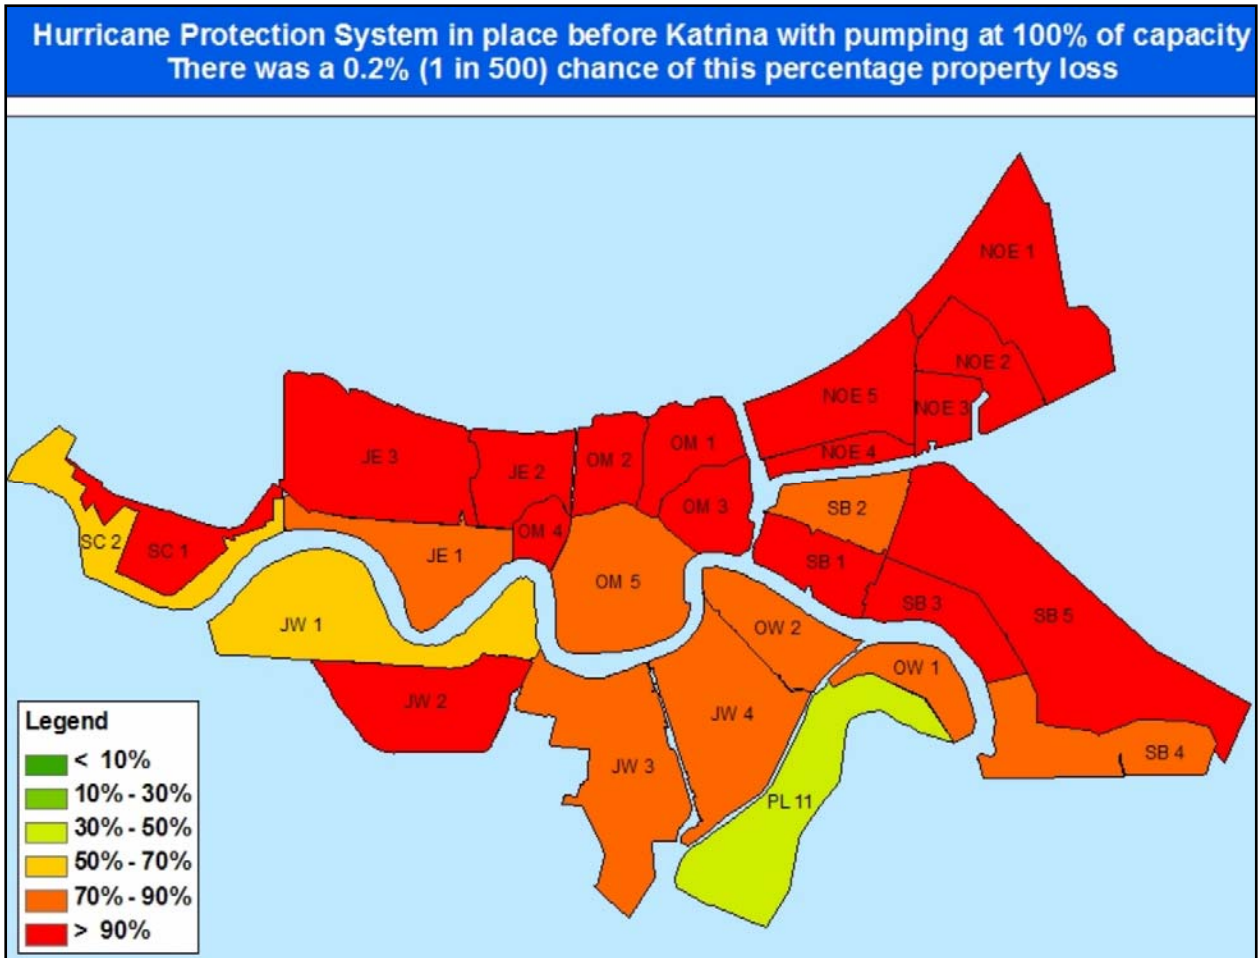 Hurricane Protection System in place before Katrina with pumping at 100% of capacity
There was a 0.2% (1 in 500) chance of this percentage property loss
NOE 1
NOE 2
NOE 5
NOE 3
NOE 4
OM 1
OM 2
JE 3
JE 2
OM 3
SB 2
OM 4
SC 2
SC 1
JE 1
SB 1
OM 5
SB 3
SB 5
JW 1
OW 2
OW 1
JW 2
JW 4
SB 4
JW 3
PL 11
Legend
< 10%
10% - 30%
30% - 50%
50% - 70%
70% - 90%
> 90%